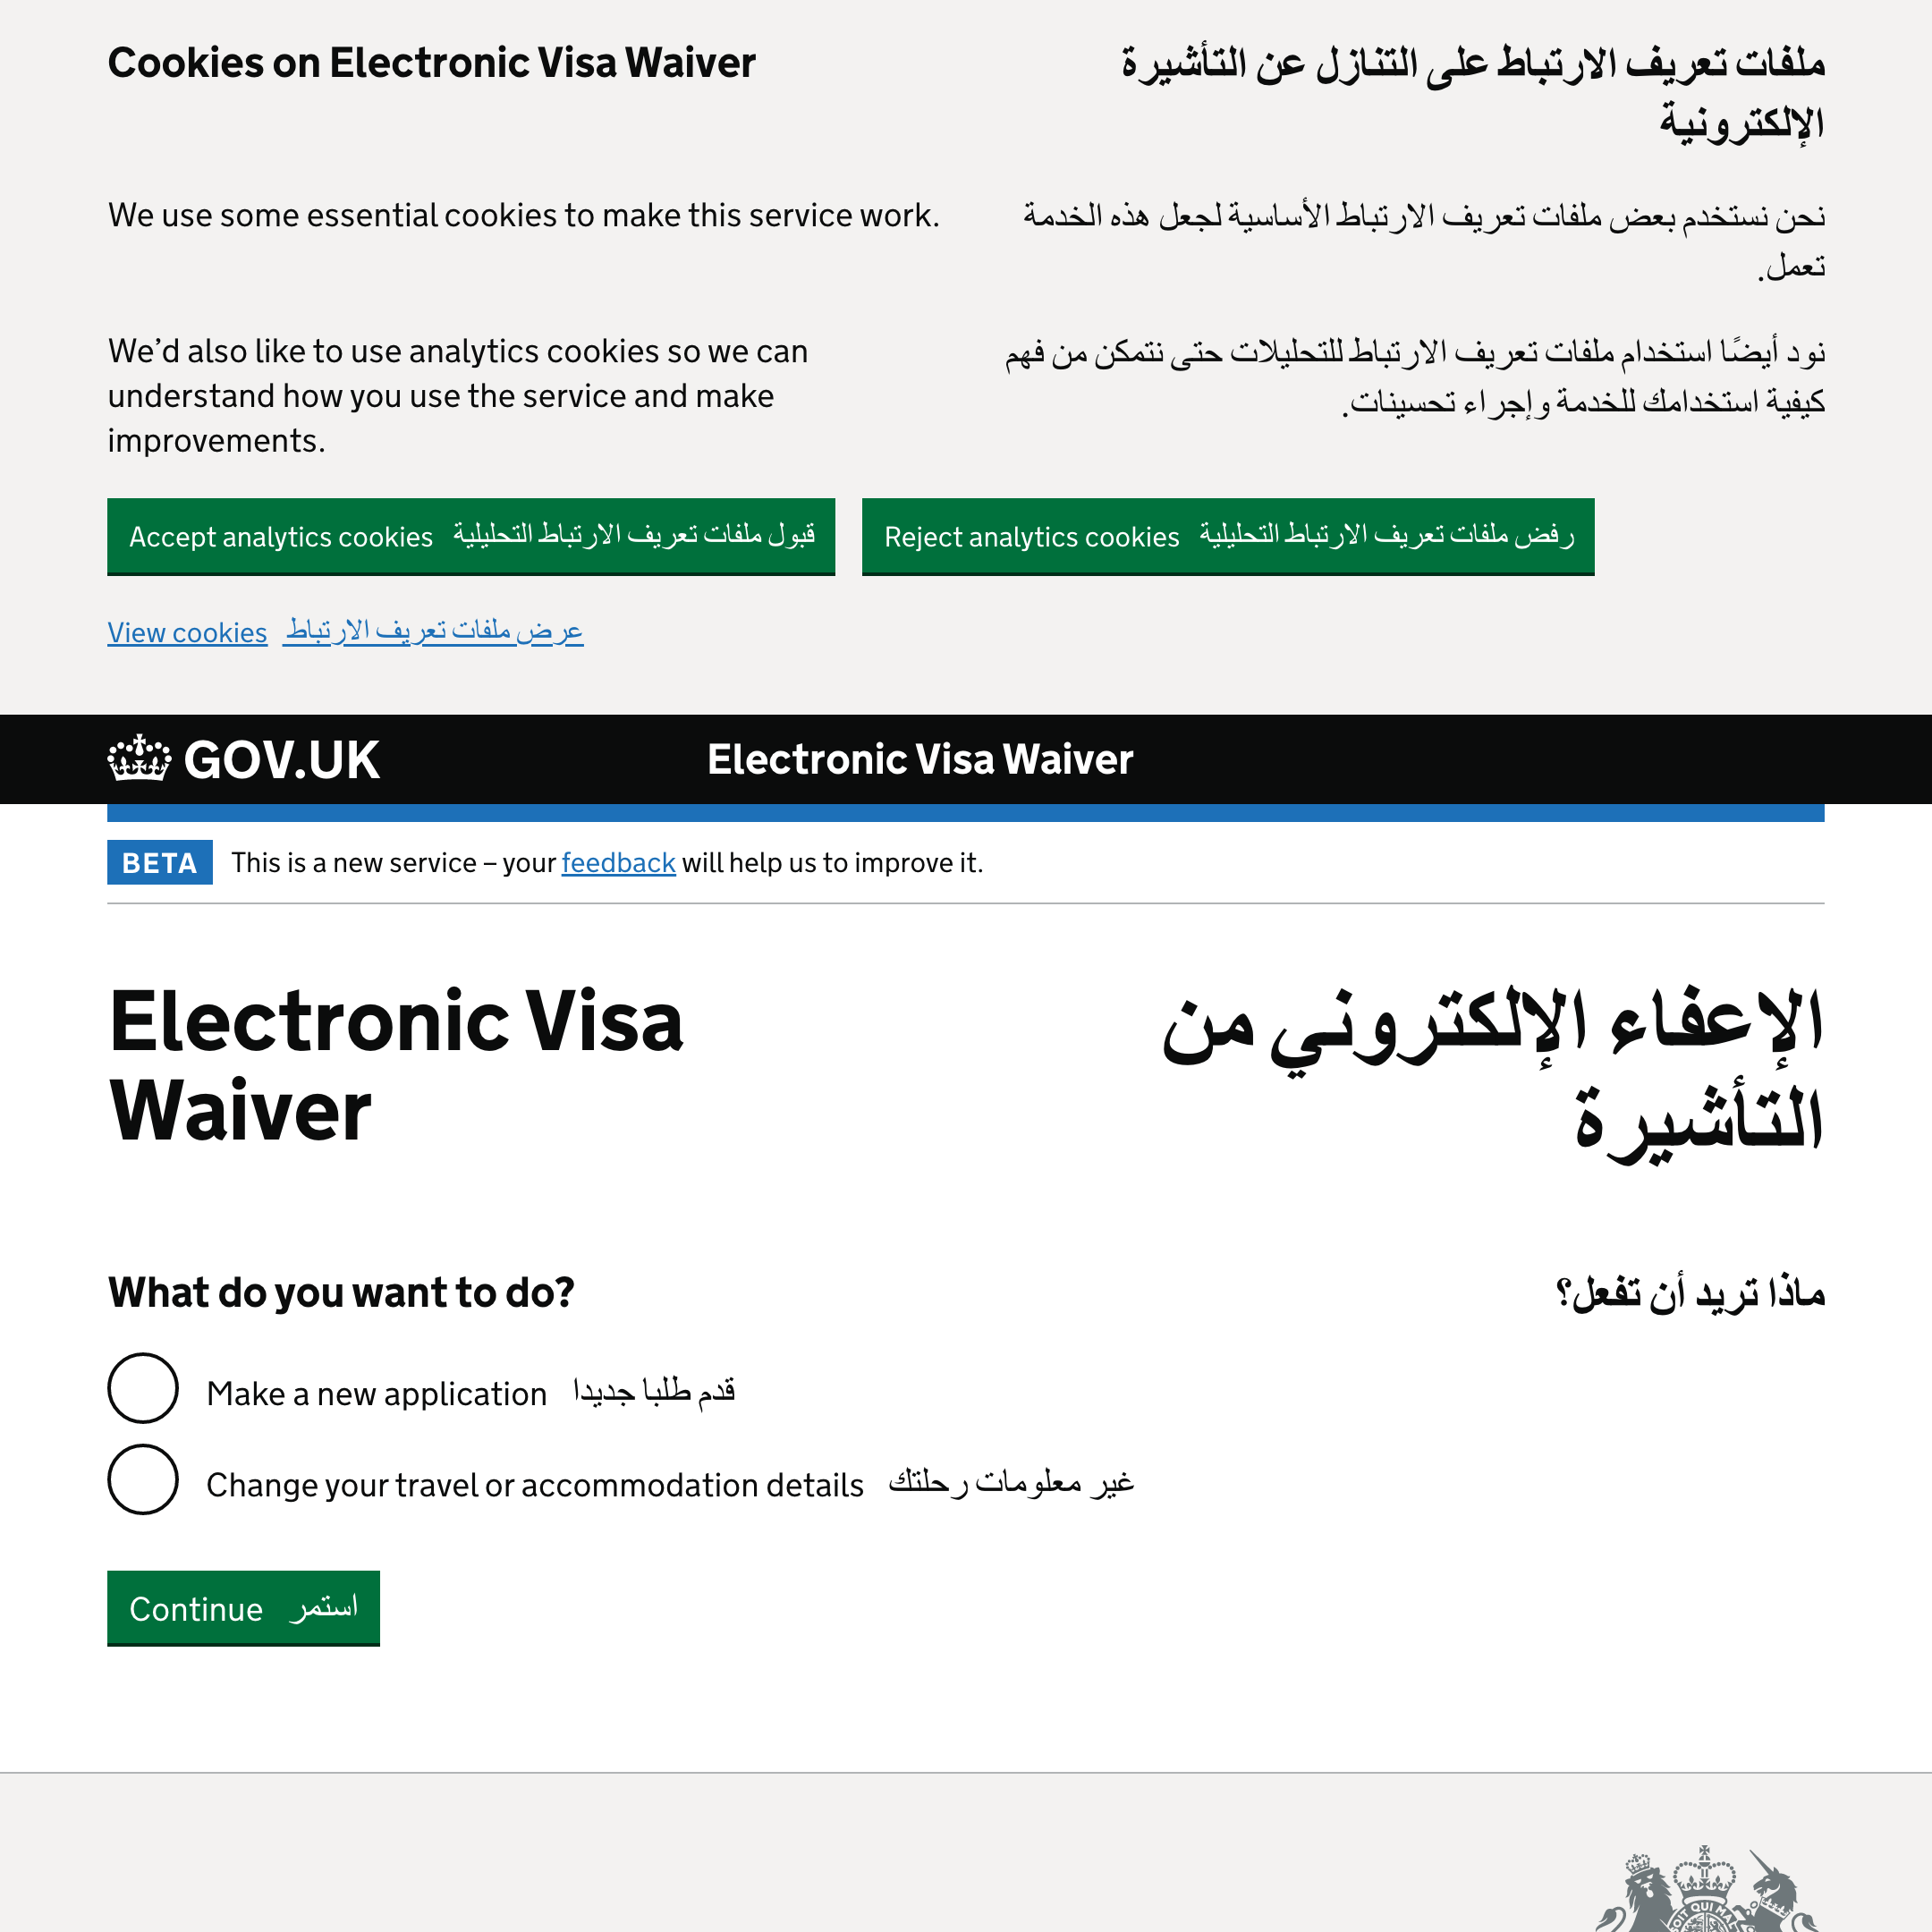 Cookies on Electronic Visa Waiver
ملفات تعريف الارتباط على التنازل عن التأشيرة
الإلكترونية
We use some essential cookies to make this service work.
نحن نستخدم بعض ملفات تعريف الارتباط الأساسية لجعل هذه الخدمة
تعمل.
We’d also like to use analytics cookies so we can
understand how you use the service and make
improvements.
نود أيضًا استخدام ملفات تعريف الارتباط للتحليلات حتى نتمكن من فهم
كيفية استخدامك للخدمة وإجراء تحسينات.
Accept analytics cookies قبول ملفات تعريف الارتباط التحليلية
Reject analytics cookies رفض ملفات تعريف الارتباط التحليلية
View cookies عرض ملفات تعريف الارتباط
GOV.UK
Electronic Visa Waiver
BETA This is a new service – your feedback will help us to improve it.
Electronic Visa
Waiver
الإعفاء الإلكتروني من
التأشيرة
What do you want to do?
ماذا تريد أن تفعل؟
Make a new application قدم طلبا جديدا
Change your travel or accommodation details غير معلومات رحلتك
Continue استمر
QUI